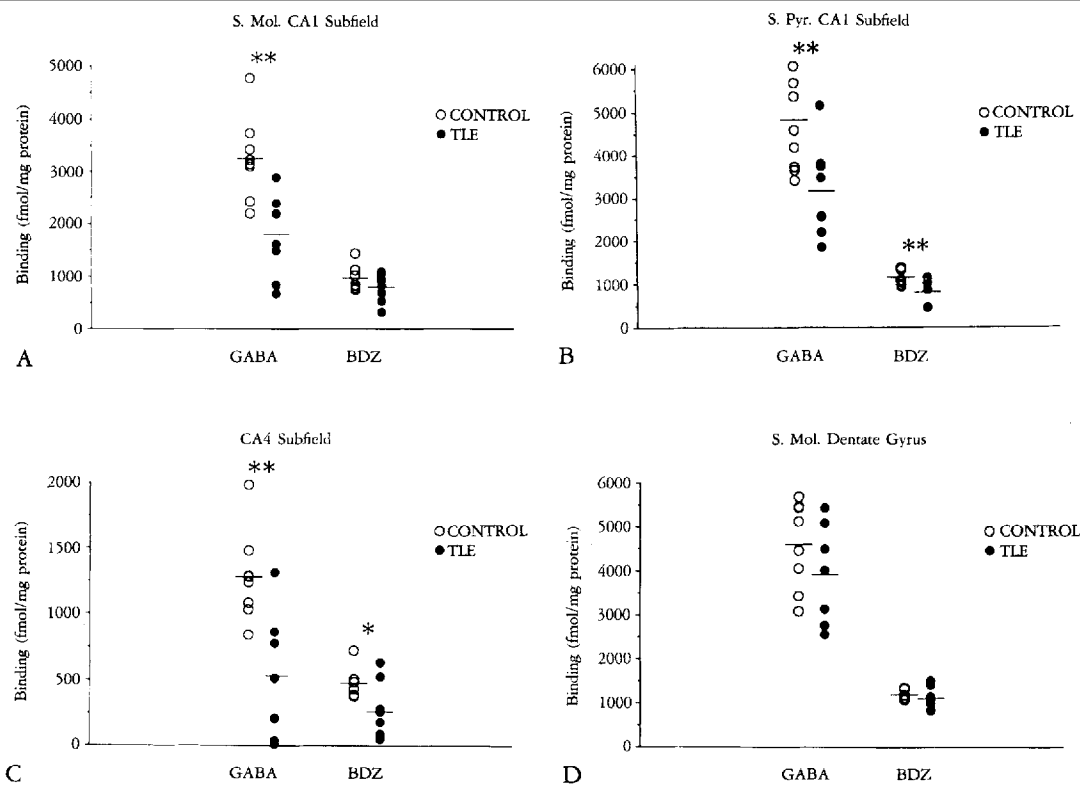 S. Mol. CA1 Subfield
**
5000
4000
3000
2000
1000
0
Binding (fmol/mg protein)
CONTROL
TLE
GABA
BDZ
A
S. Pyr. CA1 Subfield
**
6000
5000
4000
3000
2000
1000
0
Binding (fmol/mg protein)
**
CONTROL
TLE
GABA
BDZ
B
CA4 Subfield
**
2000
1500
1000
500
0
Binding (fmol/mg protein)
*
CONTROL
TLE
GABA
BDZ
C
S. Mol. Dentate Gyrus
6000
5000
4000
3000
2000
1000
0
Binding (fmol/mg protein)
CONTROL
TLE
GABA
BDZ
D